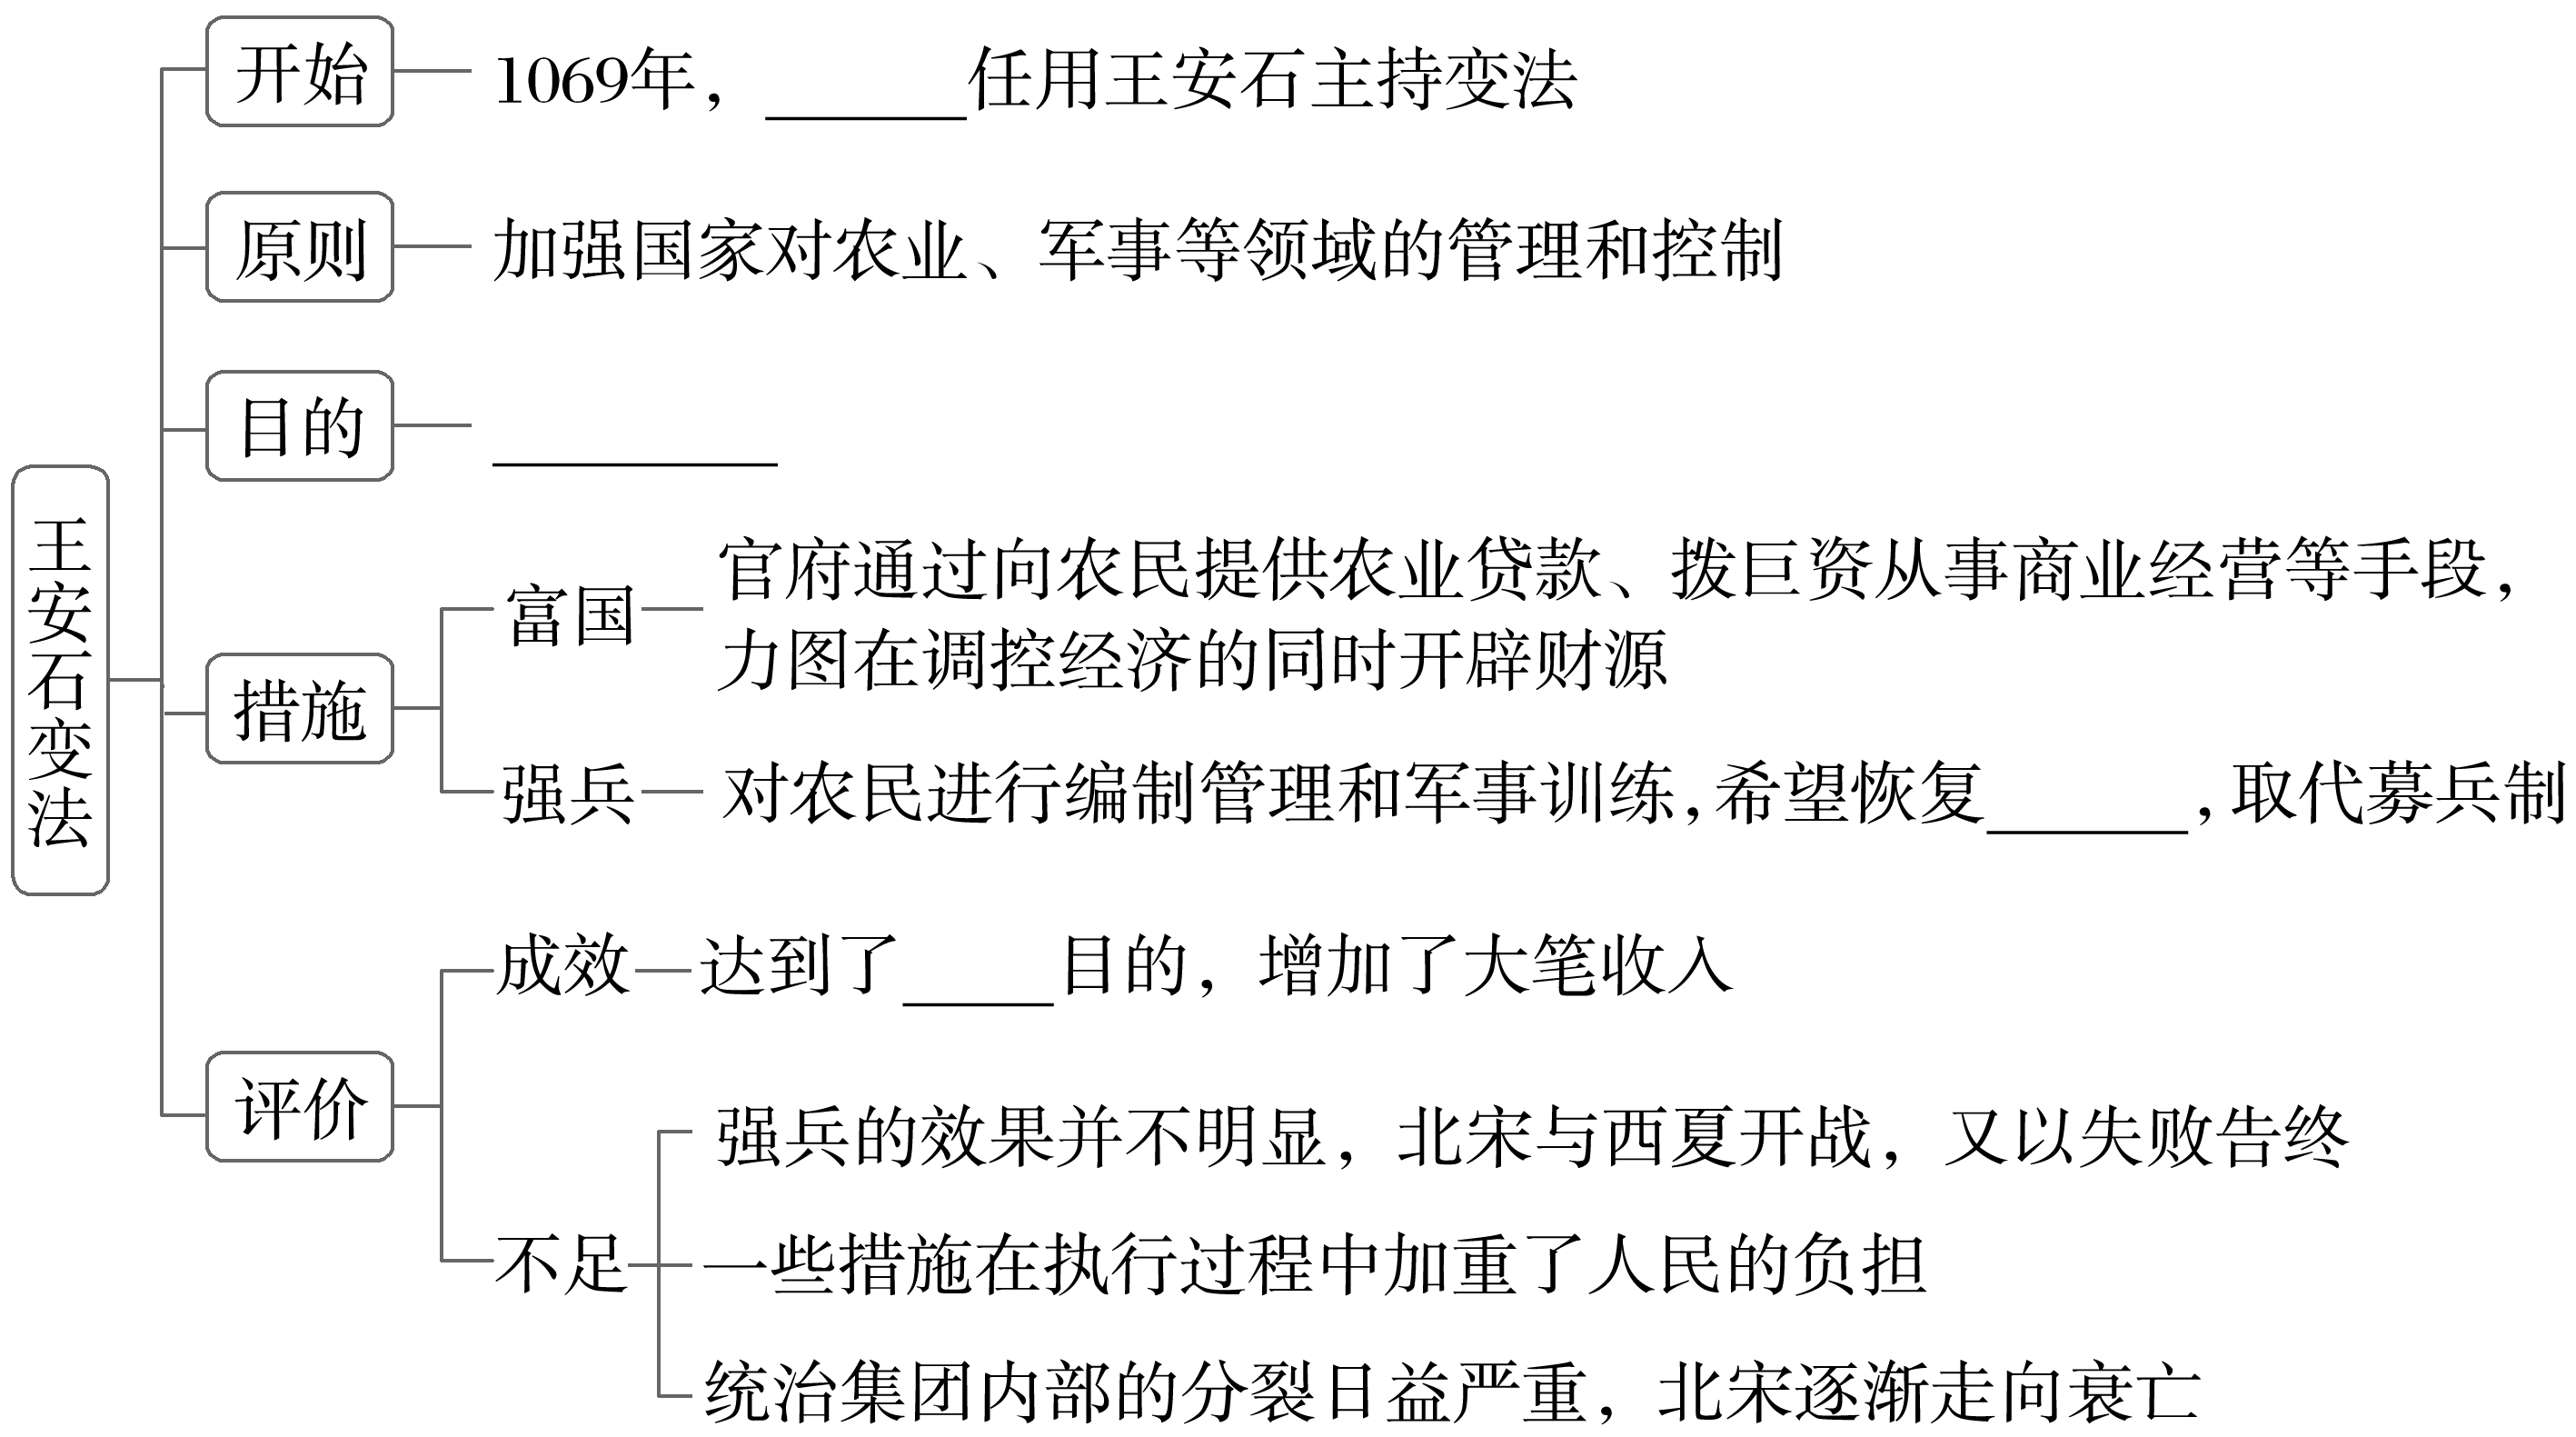 王安石变法
开始
1069年，______任用王安石主持变法
原则
加强国家对农业、军事等领域的管理和控制
目的
________
措施
富国
官府通过向农民提供农业贷款、拨巨资从事商业经营等手段，
力图在调控经济的同时开辟财源
强兵
对农民进行编制管理和军事训练,希望恢复______,取代募兵制
评价
成效
达到了____目的，增加了大笔收入
不足
强兵的效果并不明显，北宋与西夏开战，又以失败告终
一些措施在执行过程中加重了人民的负担
统治集团内部的分裂日益严重，北宋逐渐走向衰亡